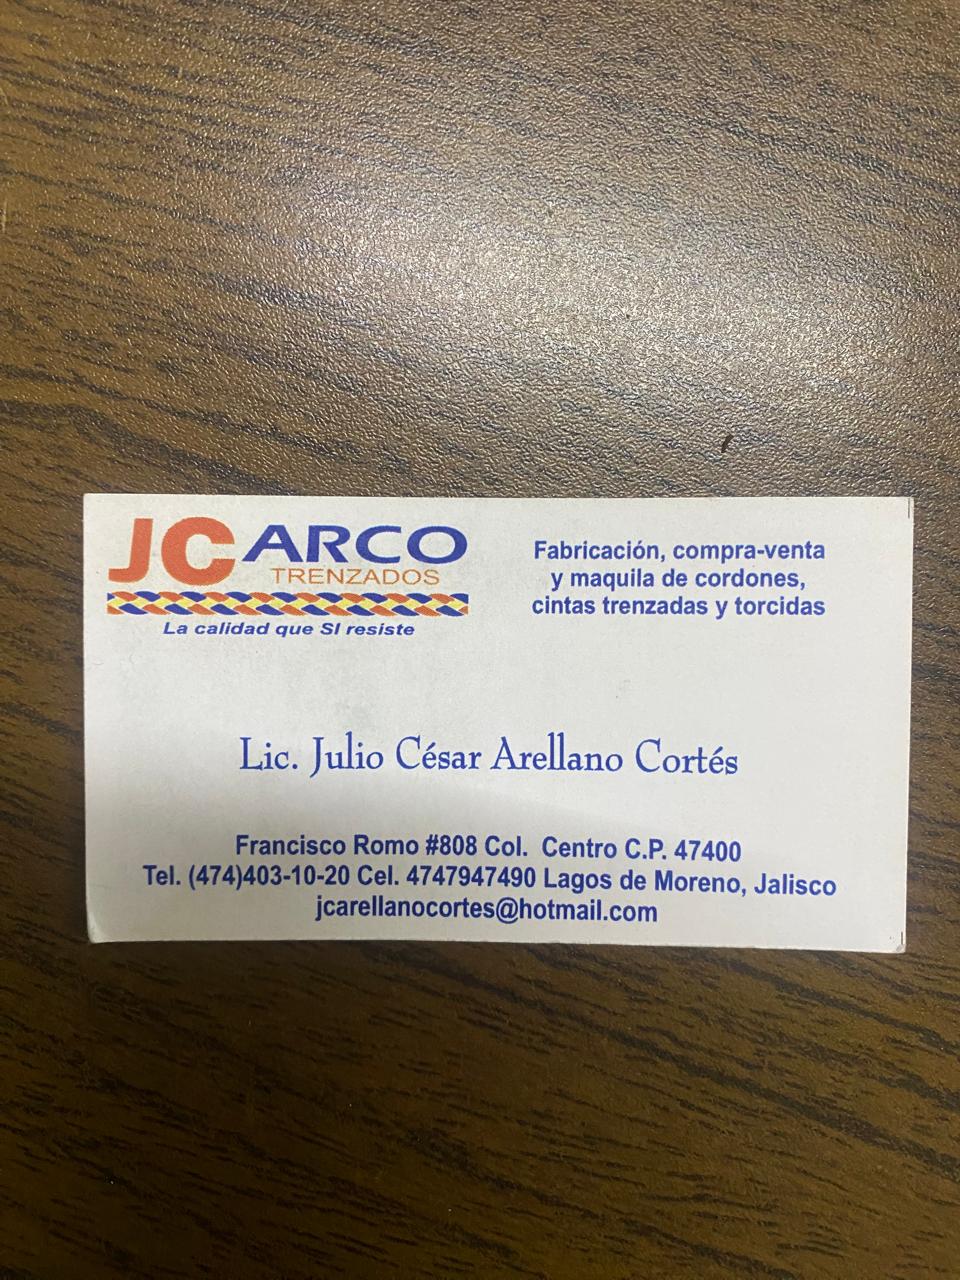 JC ARCO
TRENZADOS
La calidad que SI resiste
Fabricación, compra-venta
y maquila de cordones,
cintas trenzadas y torcidas
Lic. Julio César Arellano Cortés
Francisco Romo #808 Col. Centro C.P. 47400
Tel. (474)403-10-20 Cel. 4747947490 Lagos de Moreno, Jalisco
jcarellanocortes@hotmail.com